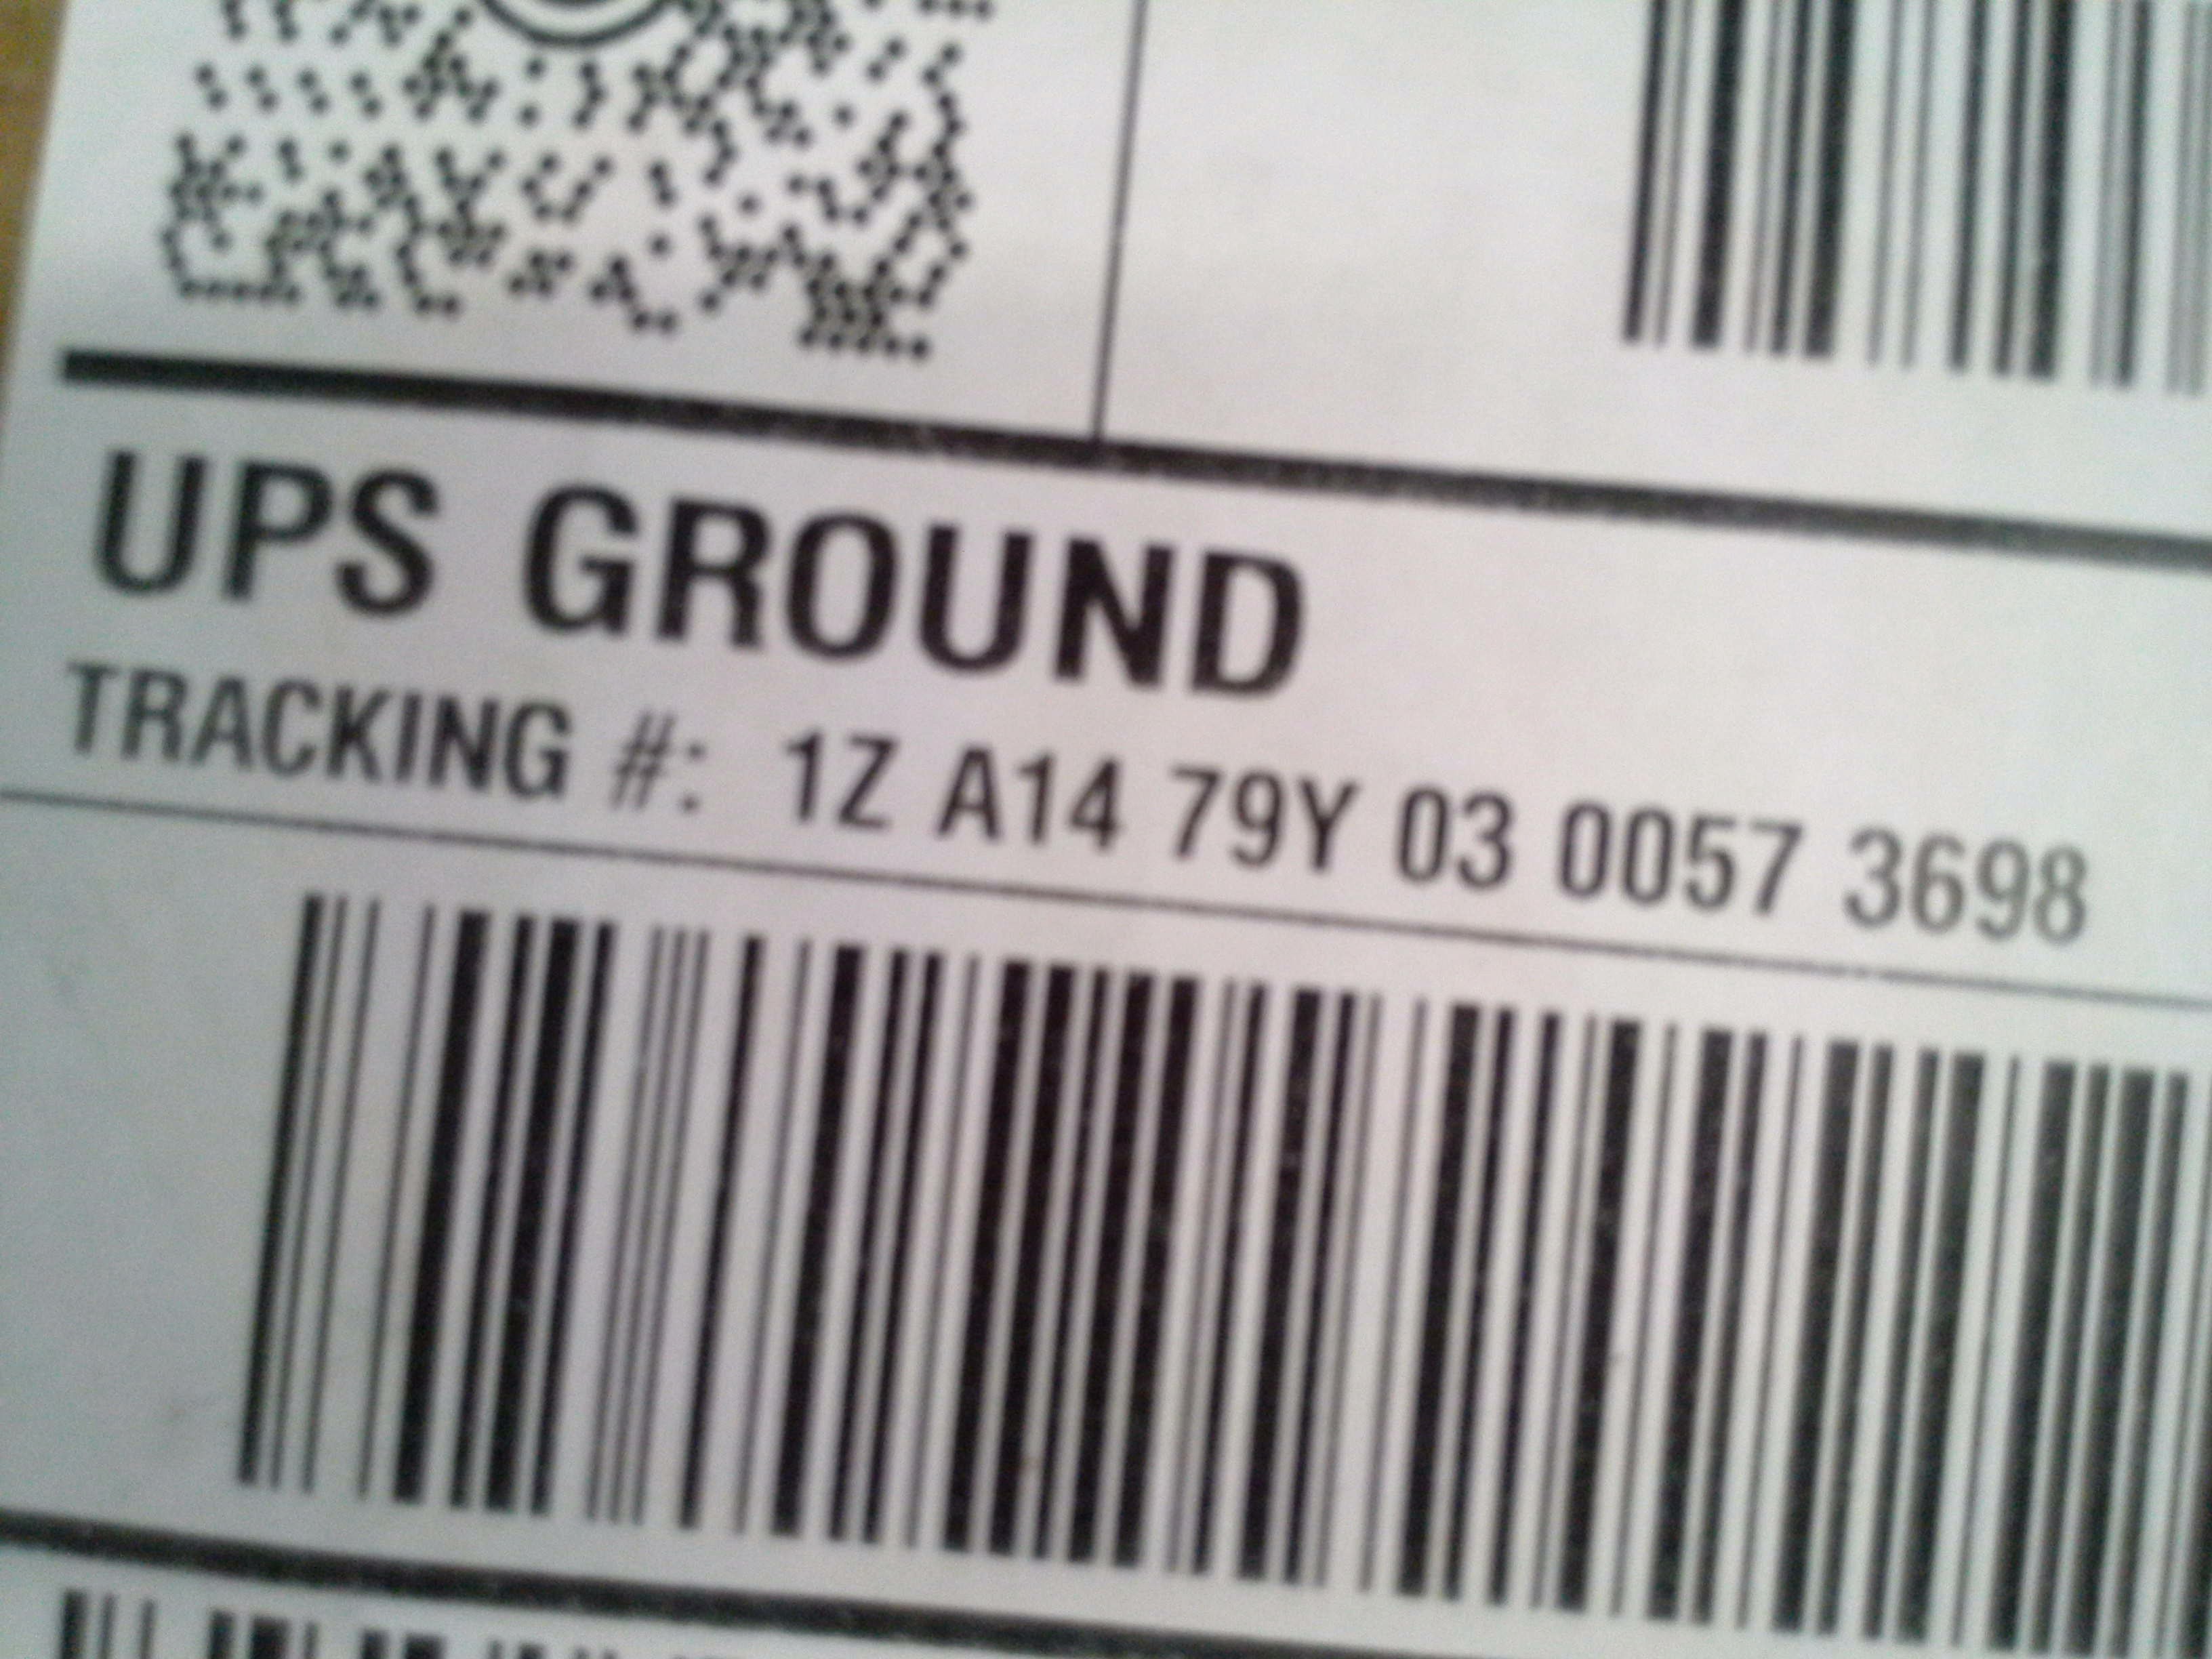 UPS GROUND
TRACKING #: 1Z A14 79Y 03 0057 3698